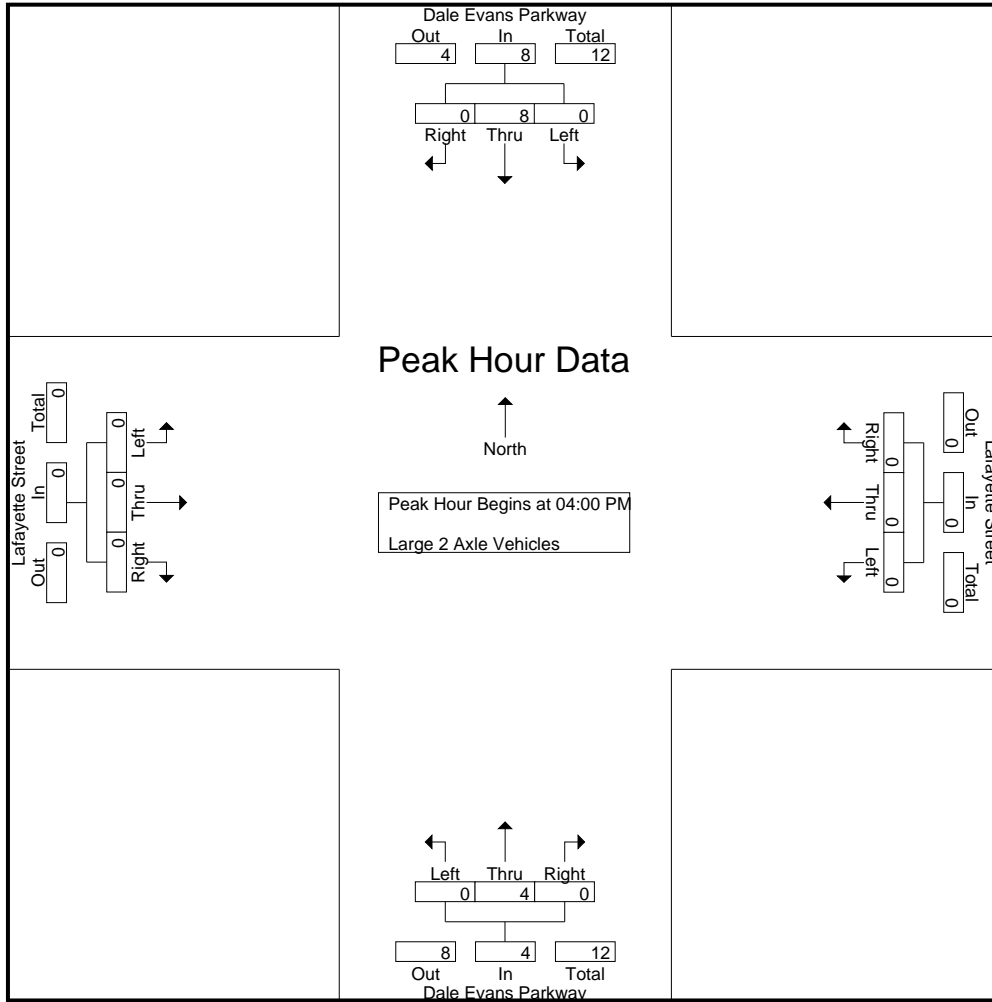 Dale Evans Parkway
Out In Total
4 8 12
0 8 0
Right Thru Left
Peak Hour Data
North
Peak Hour Begins at 04:00 PM
Large 2 Axle Vehicles
Lafayette Street
Total In Out
0 0 0
0 0 0
Left Thru Right
Lafayette Street
Out In Total
0 0 0
0 0 0
Right Thru Left
Left Thru Right
0 4 0
8 4 12
Out In Total
Dale Evans Parkway